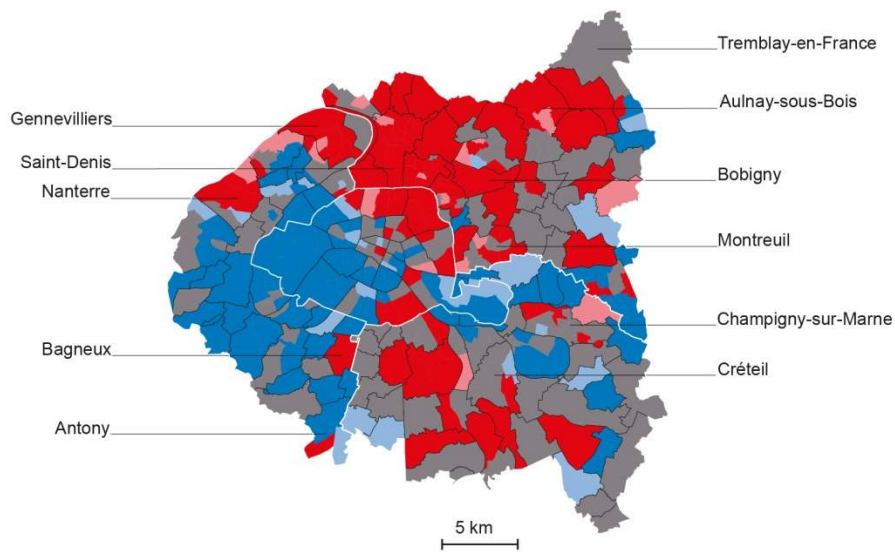 Tremblay-en-France
Aulnay-sous-Bois
Gennevilliers
Saint-Denis
Bobigny
Nanterre
Montreuil
Champigny-sur-Marne
Bagneux
Créteil
Antony
5 km